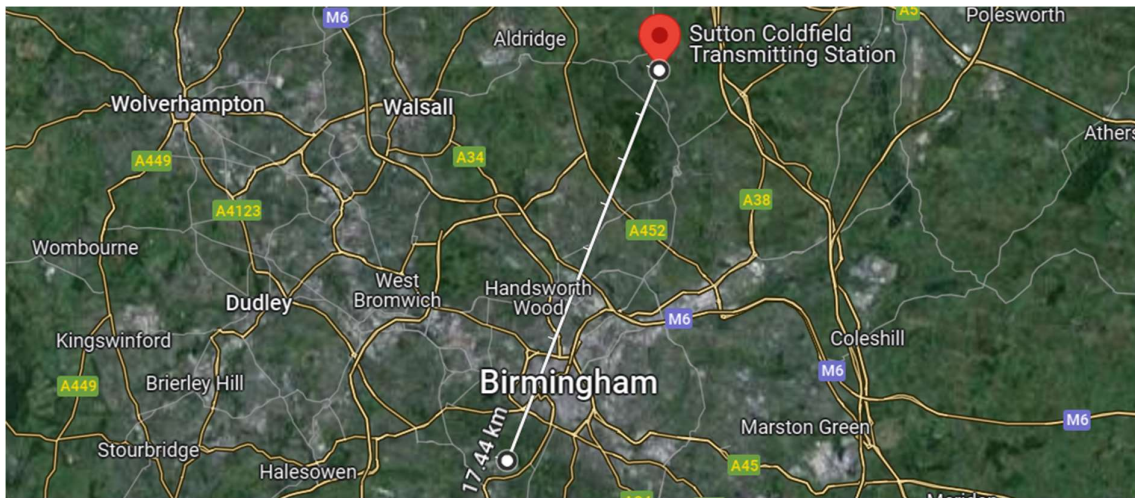 M6
A5
Polesworth
Aldridge
Sutton Coldfield
Transmitting Station
Wolverhampton
Walsall
Athers
A449
A34
A4123
A38
A452
Wombourne
West
Bromwich
Handsworth
Wood
Dudley
M6
Kingswinford
Coleshill
M6
A449
Brierley Hill
Birmingham
M6
Marston Green
17.44 km
Stourbridge
Halesowen
A45